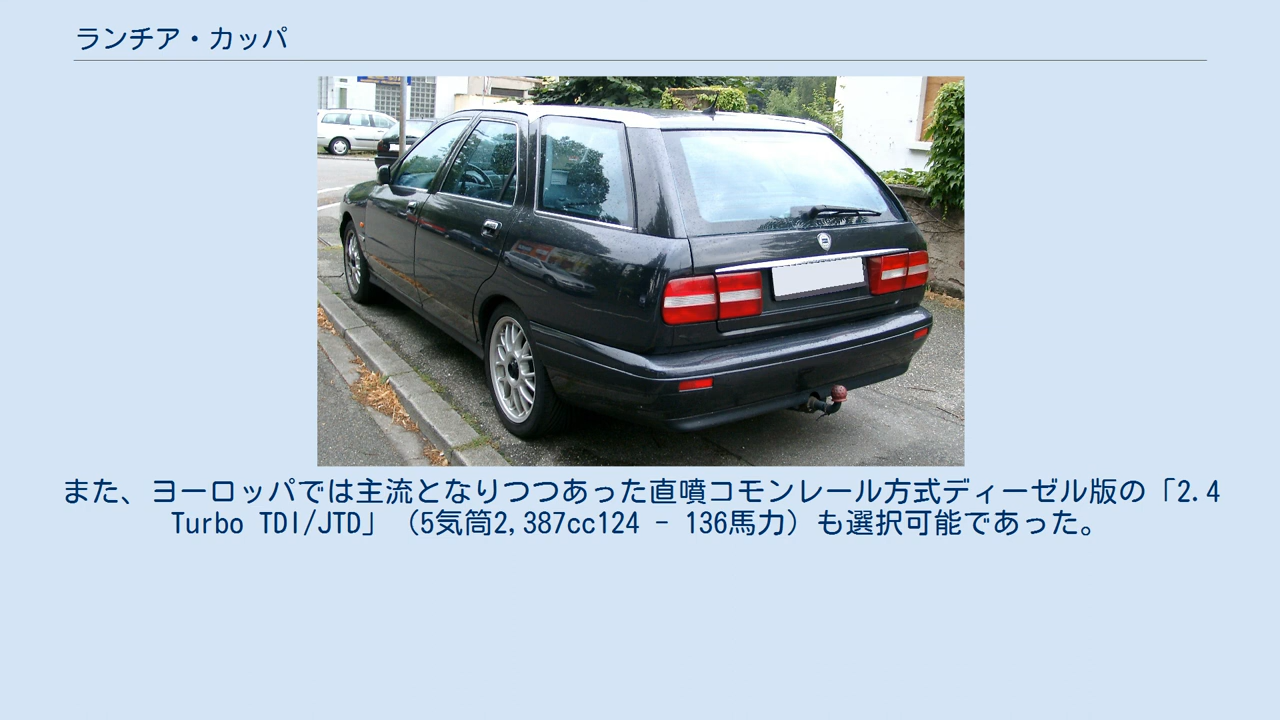 ランチア・カッパ
また、ヨーロッパでは主流となりつつあった直噴コモンレール方式ディーゼル版の「2.4
Turbo TDI/JTD」（5気筒2,387cc124 - 136馬力）も選択可能であった。